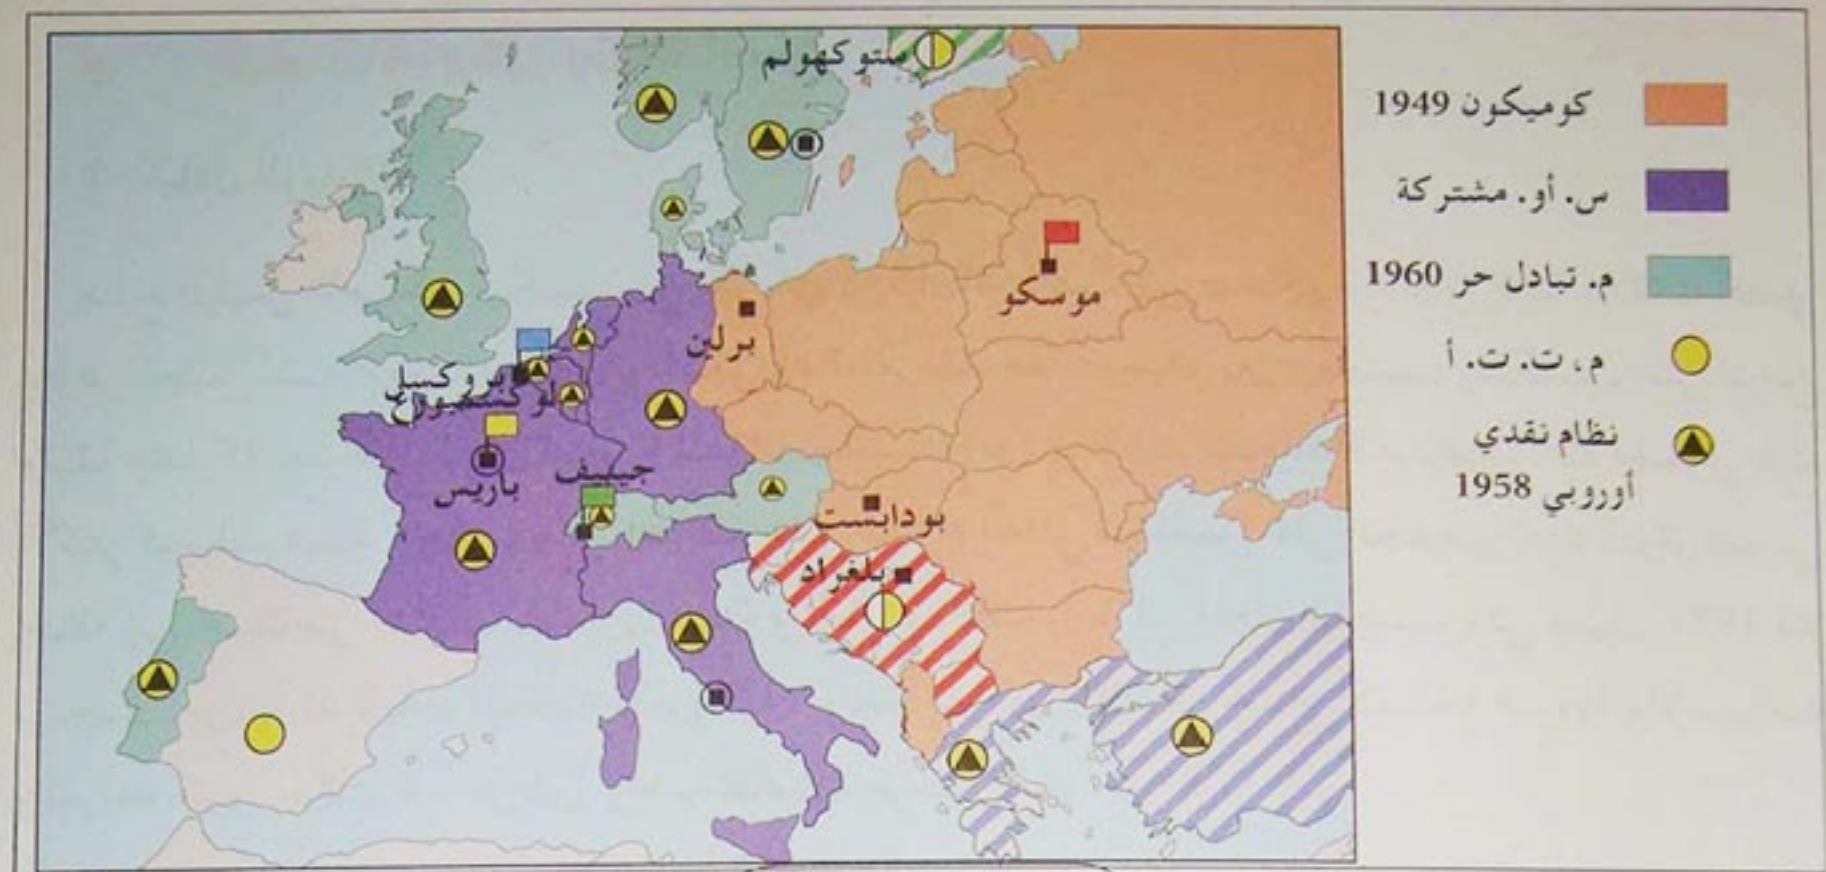 كوميكون 1949
س. أو. مشتركة
م. تبادل حر 1960
م، ت. ت. أ
نظام نقدي
أوروبي 1958
ستوكهولم
موسكو
برلين
بروكسل
لوكسمبورغ
باريس
جييف
بودابست
بلغراد